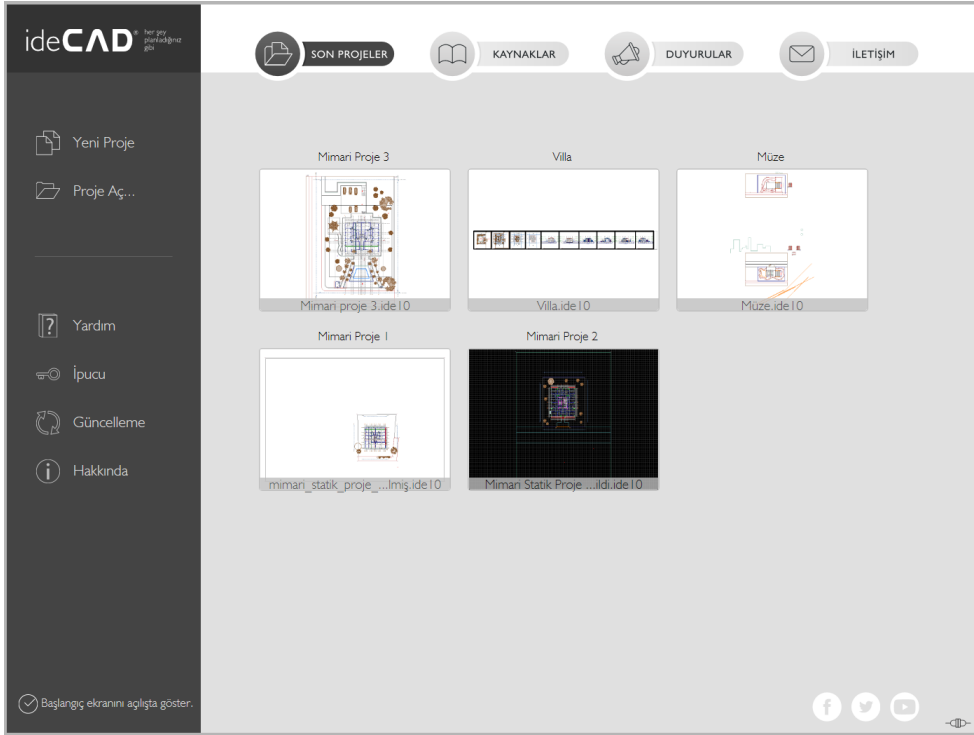 ideCAD® her şey
planladığınız
gibi
SON PROJELER
KAYNAKLAR
DUYURULAR
İLETİŞİM
Yeni Proje
Proje Aç...
Yardım
İpucu
Güncelleme
Hakkında
Başlangıç ekranını açılışta göster.
Mimari Proje 3
Villa
Müze
Mimari proje 3.ide10
Villa.ide10
Müze.ide10
Mimari Proje 1
Mimari Proje 2
mimari_statik_proje_...lmiş.ide10
Mimari Statik Proje ...ildi.ide10